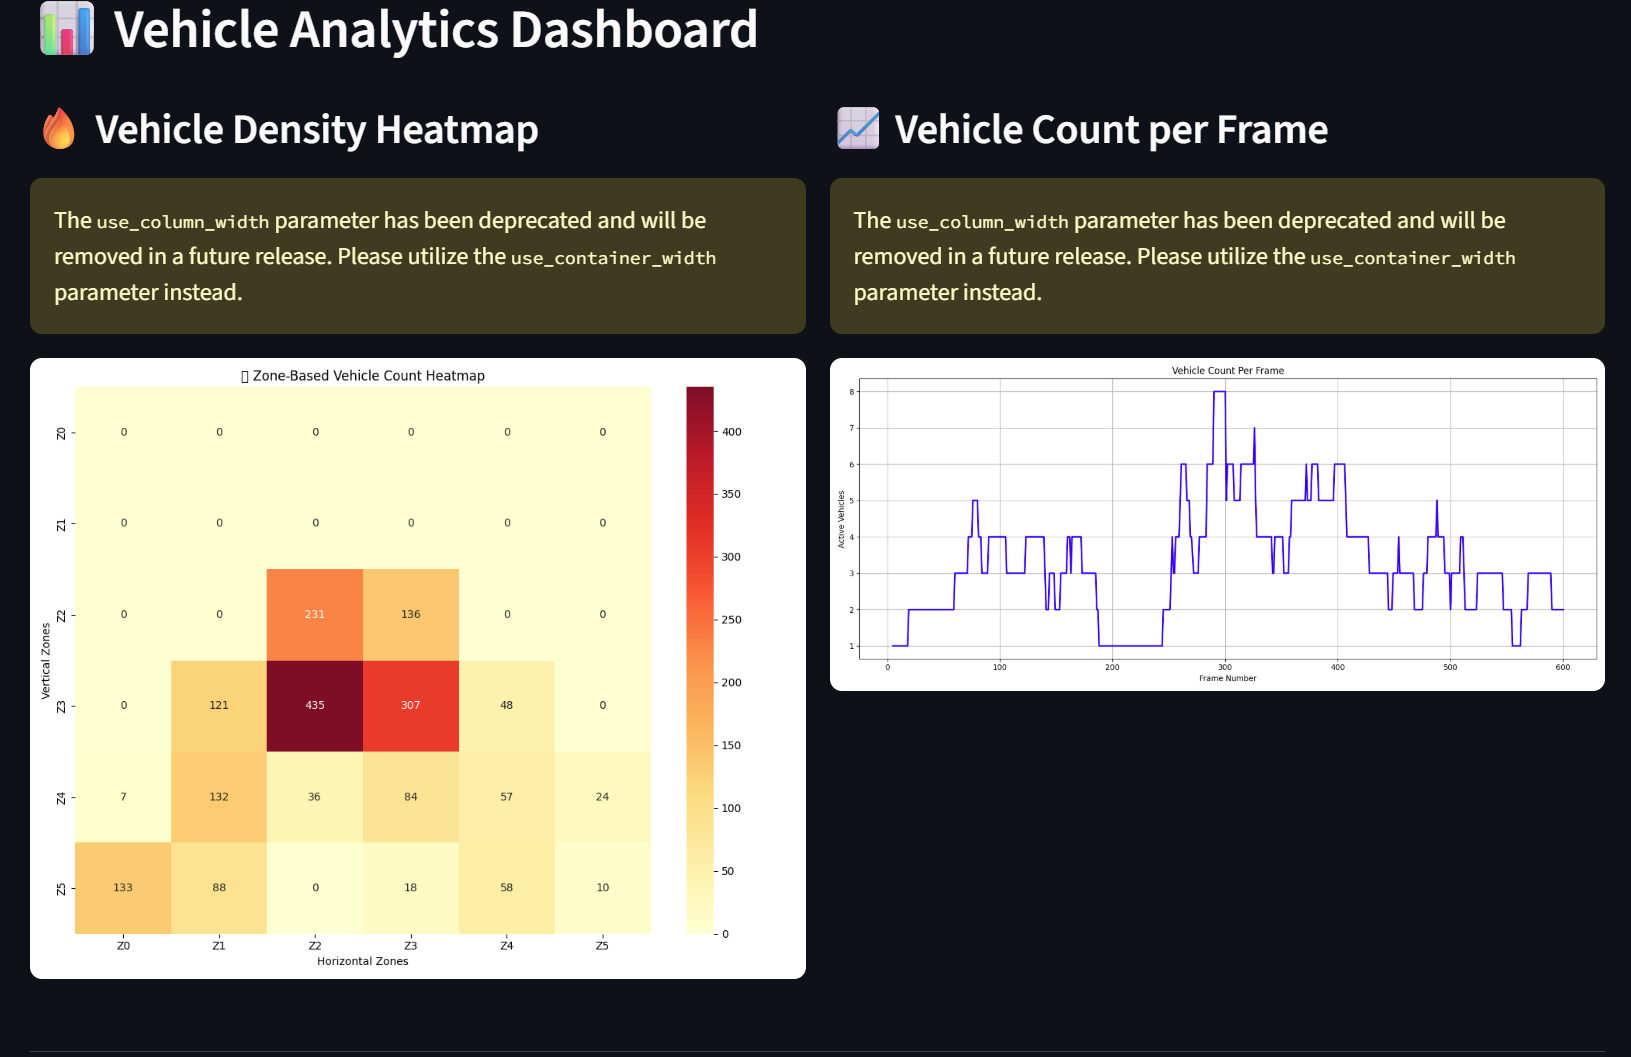 Vehicle Analytics Dashboard
Vehicle Density Heatmap
The use_column_width parameter has been deprecated and will be
removed in a future release. Please utilize the use_container_width
parameter instead.
Zone-Based Vehicle Count Heatmap
Z0 0 0 0 0 0 0
Z1 0 0 0 0 0 0
Z2 0 0 231 136 0 0
Z3 0 121 435 307 48 0
Z4 7 132 36 84 57 24
Z5 133 88 0 18 58 10
Z0 Z1 Z2 Z3 Z4 Z5
Vertical Zones
Horizontal Zones
400
350
300
250
200
150
100
50
0
Vehicle Count per Frame
The use_column_width parameter has been deprecated and will be
removed in a future release. Please utilize the use_container_width
parameter instead.
Vehicle Count Per Frame
8
7
6
5
4
3
2
1
Active Vehicles
0 100 200 300 400 500 600
Frame Number